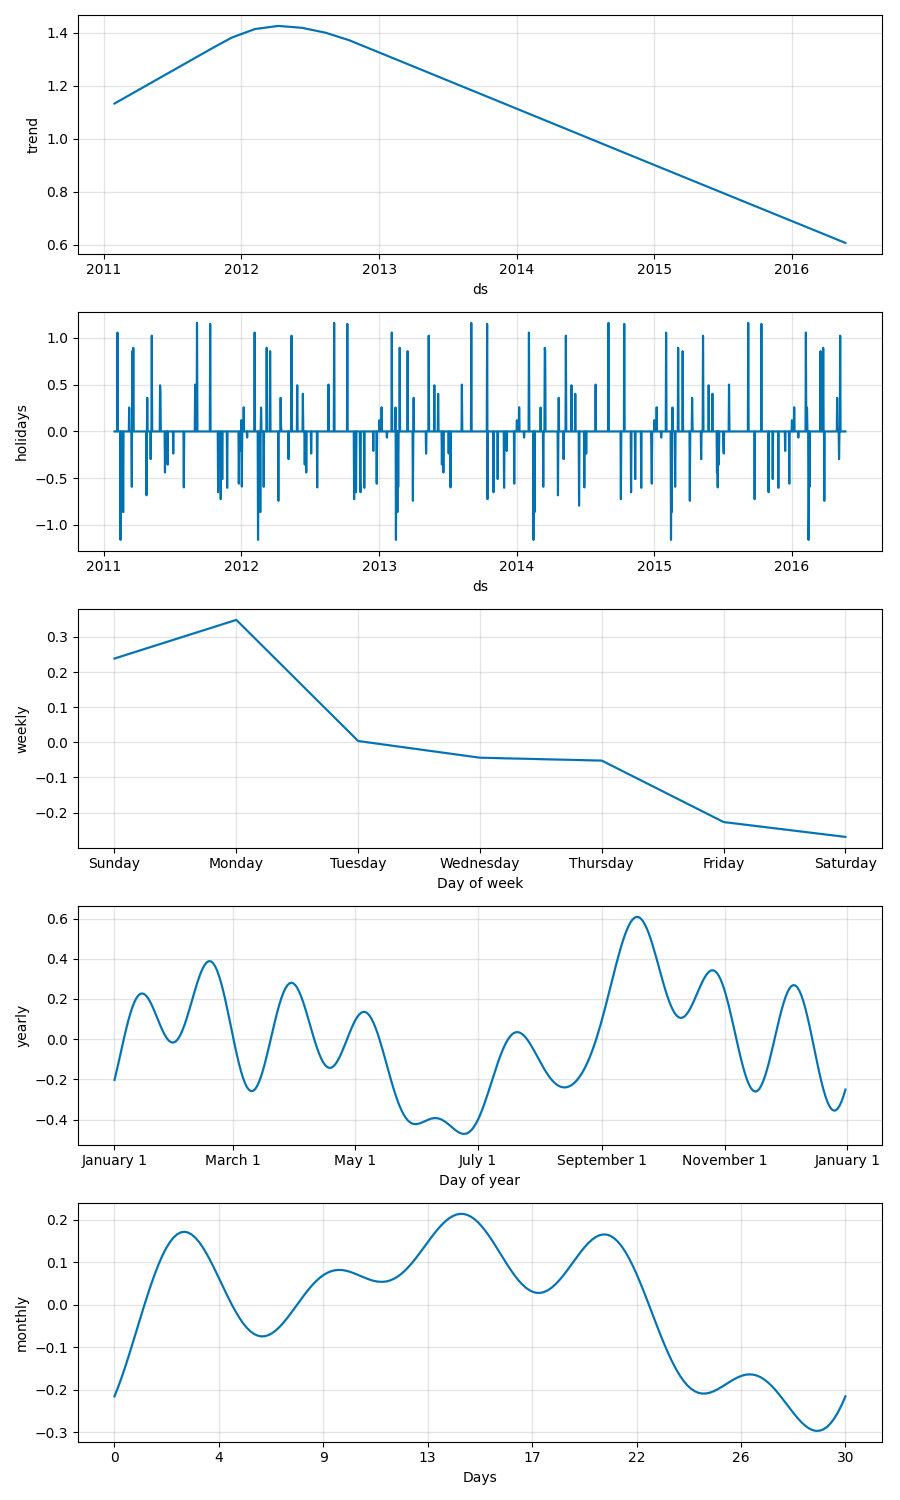 trend
1.4
1.2
1.0
0.8
0.6
2011 2012 2013 2014 2015 2016
ds
holidays
1.0
0.5
0.0
−0.5
−1.0
2011 2012 2013 2014 2015 2016
ds
weekly
0.3
0.2
0.1
0.0
−0.1
−0.2
Sunday Monday Tuesday Wednesday Thursday Friday Saturday
Day of week
yearly
0.6
0.4
0.2
0.0
−0.2
−0.4
January 1 March 1 May 1 July 1 September 1 November 1 January 1
Day of year
monthly
0.2
0.1
0.0
−0.1
−0.2
−0.3
0 4 9 13 17 22 26 30
Days